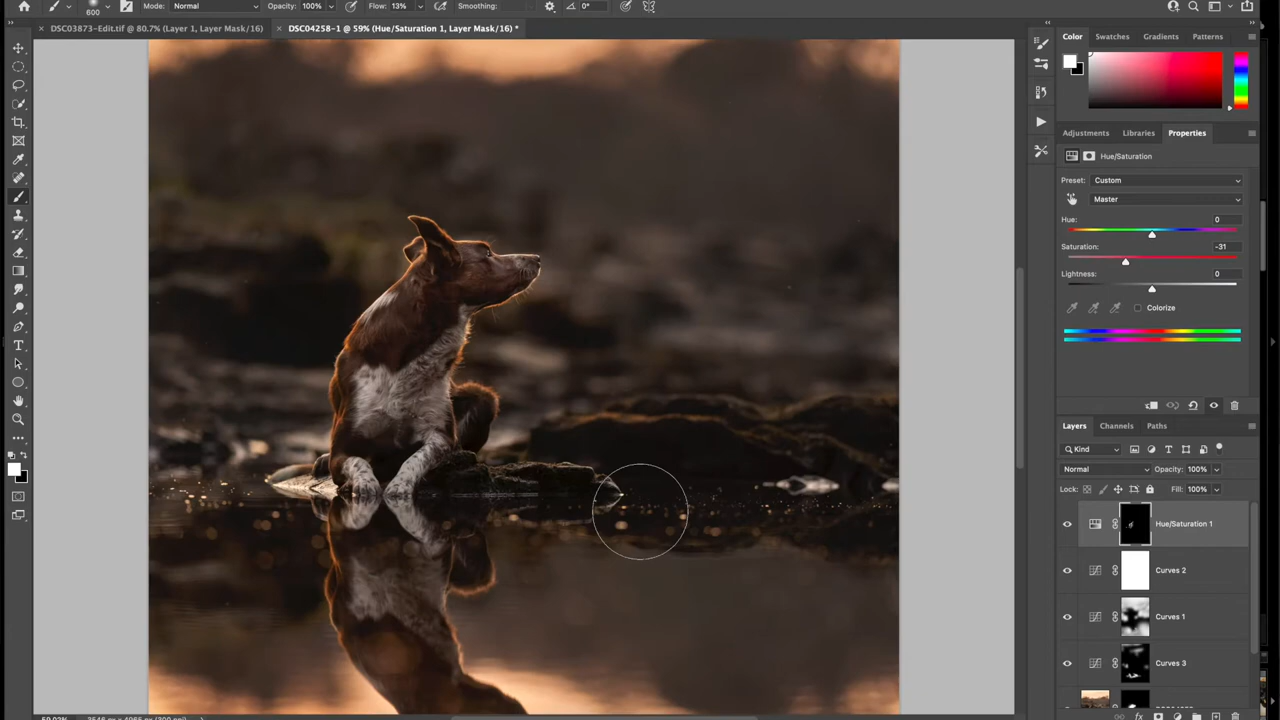 600 Mode: Normal Opacity: 100% Flow: 13% Smoothing: 0°
× DSC03873-Edit.tif @ 80.7% (Layer 1, Layer Mask/16) × DSC04258-1 @ 59% (Hue/Saturation 1, Layer Mask/16) *
Color Swatches Gradients Patterns
Adjustments Libraries Properties
Hue/Saturation
Preset: Custom
Master
Hue: 0
Saturation: -31
Lightness: 0
Colorize
Layers Channels Paths
Kind
Normal Opacity: 100%
Lock: Fill: 100%
Hue/Saturation 1
Curves 2
Curves 1
Curves 3